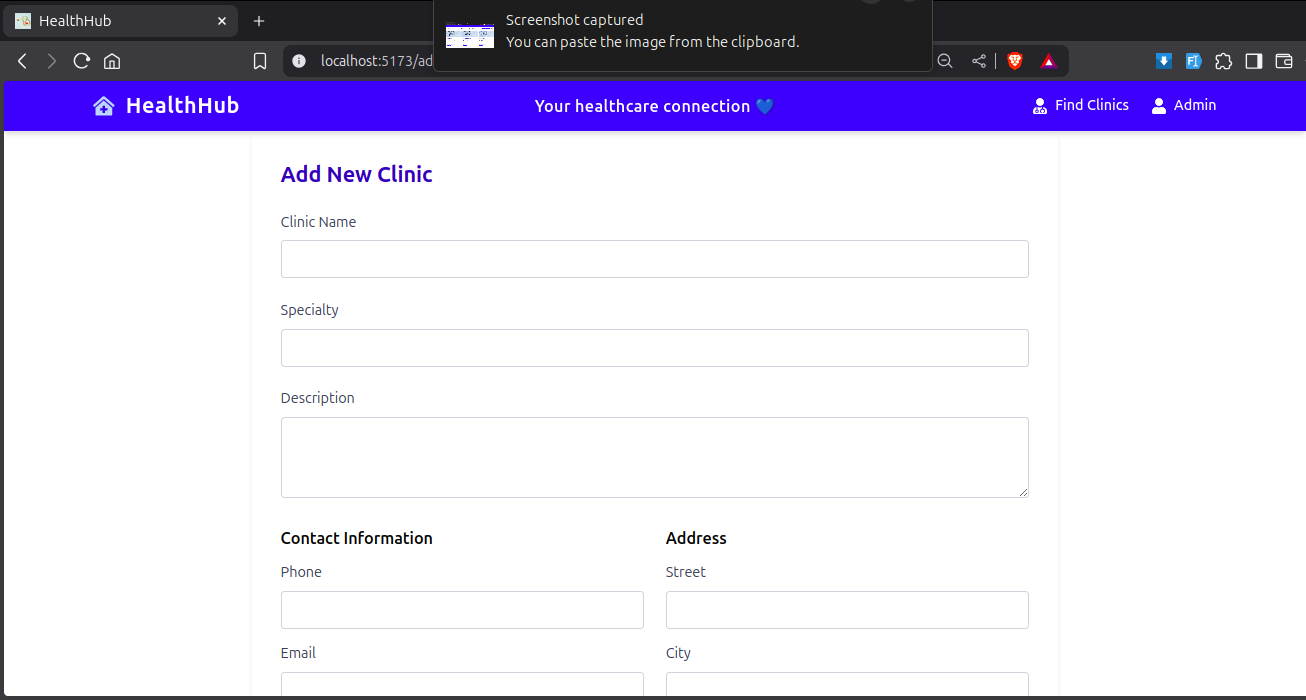 HealthHub
Screenshot captured
You can paste the image from the clipboard.
localhost:5173/ad
HealthHub
Your healthcare connection 💙
Find Clinics
Admin
Add New Clinic
Clinic Name
Specialty
Description
Contact Information
Address
Phone
Street
Email
City